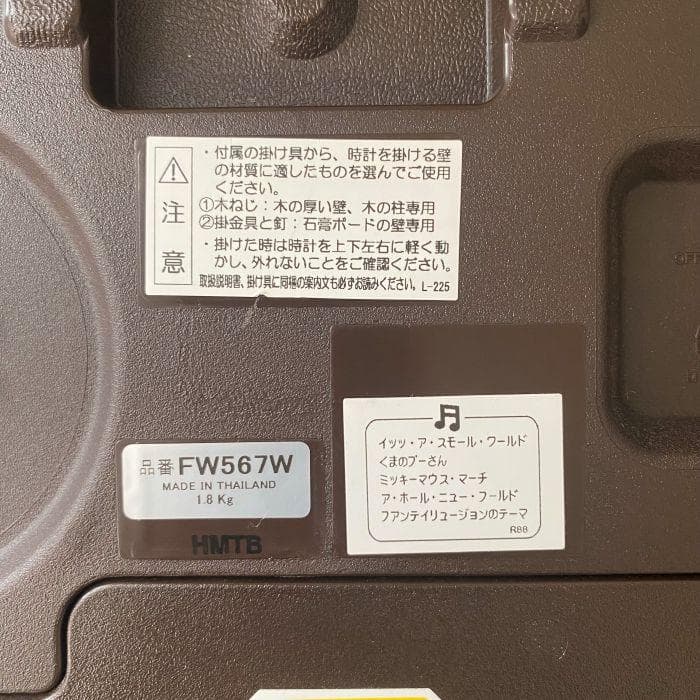 ・付属の掛け具から、時計を掛ける壁
の材質に適したものを選んでご使用
ください。
①木ねじ：木の厚い壁、木の柱専用
②掛金具と釘：石膏ボードの壁専用
・掛けた時は時計を上下左右に軽く動
かし、外れないことをご確認ください。
取扱説明書、掛け具に同梱の案内文も必ずお読みください。L-225
注意
品番 FW567W
MADE IN THAILAND
1.8 Kg
HMTB
イッツ・ア・スモール・ワールド
くまのプーさん
ミッキーマウス・マーチ
ア・ホール・ニュー・フールド
フアンテイリュージョンのテーマ
R88